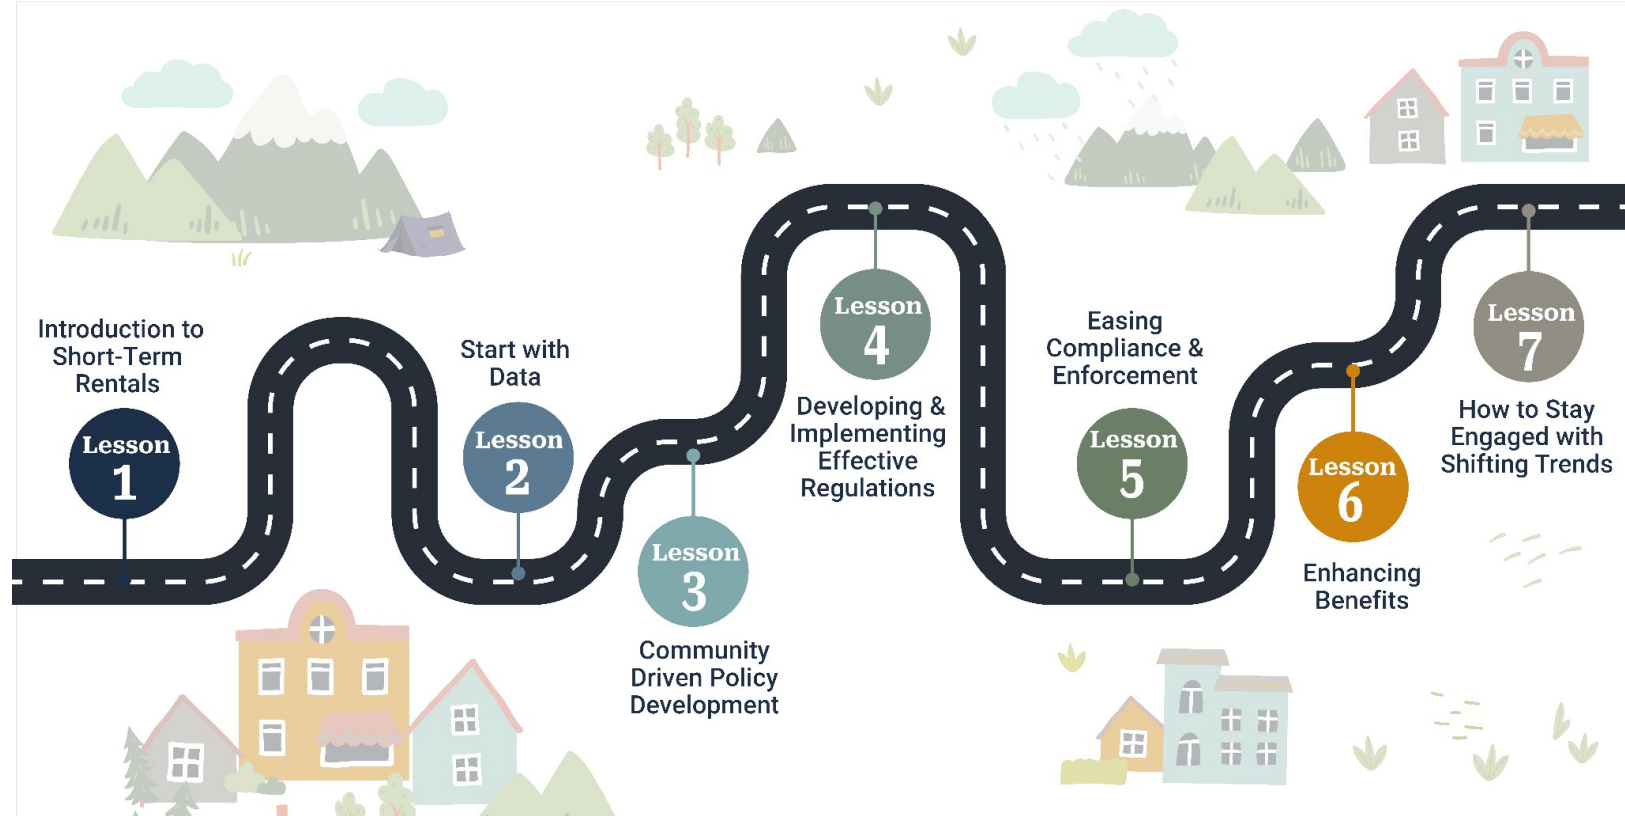 Introduction to
Short-Term
Rentals
Lesson
1
Start with
Data
Lesson
2
Lesson
3
Community
Driven Policy
Development
Lesson
4
Developing &
Implementing
Effective
Regulations
Easing
Compliance &
Enforcement
Lesson
5
Lesson
6
Enhancing
Benefits
Lesson
7
How to Stay
Engaged with
Shifting Trends